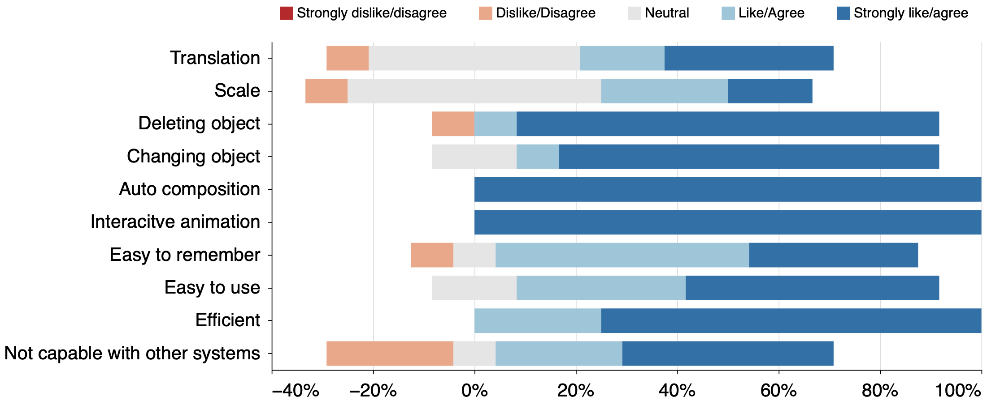 Strongly dislike/disagree Dislike/Disagree Neutral Like/Agree Strongly like/agree
Translation
Scale
Deleting object
Changing object
Auto composition
Interacitve animation
Easy to remember
Easy to use
Efficient
Not capable with other systems
−40% −20% 0% 20% 40% 60% 80% 100%